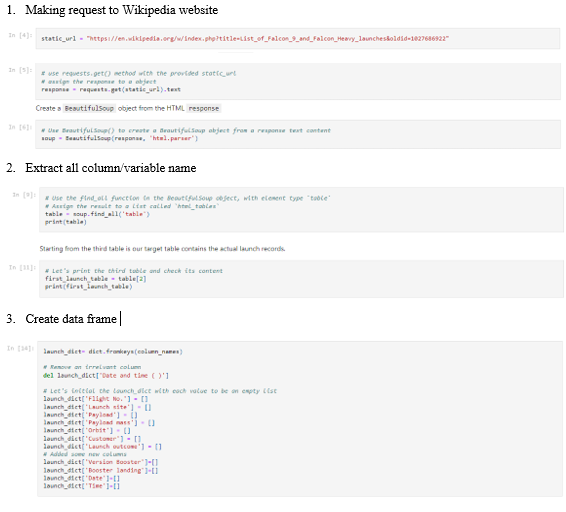 1. Making request to Wikipedia website
In [4]: static_url = "https://en.wikipedia.org/w/index.php?title=List_of_Falcon_9_and_Falcon_Heavy_launches&oldid=1027686922"
In [5]: # use requests.get() method with the provided static_url
# assign the response to a object
response = requests.get(static_url).text
Create a BeautifulSoup object from the HTML response
In [6]: # Use BeautifulSoup() to create a BeautifulSoup object from a response text content
soup = BeautifulSoup(response, 'html.parser')
2. Extract all column/variable name
In [9]: # Use the find_all function in the BeautifulSoup object, with element type `table`
# Assign the result to a list called `html_tables`
table = soup.find_all('table')
print(table)
Starting from the third table is our target table contains the actual launch records.
In [11]: # Let's print the third table and check its content
first_launch_table = table[2]
print(first_launch_table)
3. Create data frame
In [14]: launch_dict= dict.fromkeys(column_names)
# Remove an irrelvant column
del launch_dict['Date and time ( )']
# Let's initial the launch_dict with each value to be an empty list
launch_dict['Flight No.'] = []
launch_dict['Launch site'] = []
launch_dict['Payload'] = []
launch_dict['Payload mass'] = []
launch_dict['Orbit'] = []
launch_dict['Customer'] = []
launch_dict['Launch outcome'] = []
# Added some new columns
launch_dict['Version Booster']=[]
launch_dict['Booster landing']=[]
launch_dict['Date']=[]
launch_dict['Time']=[]